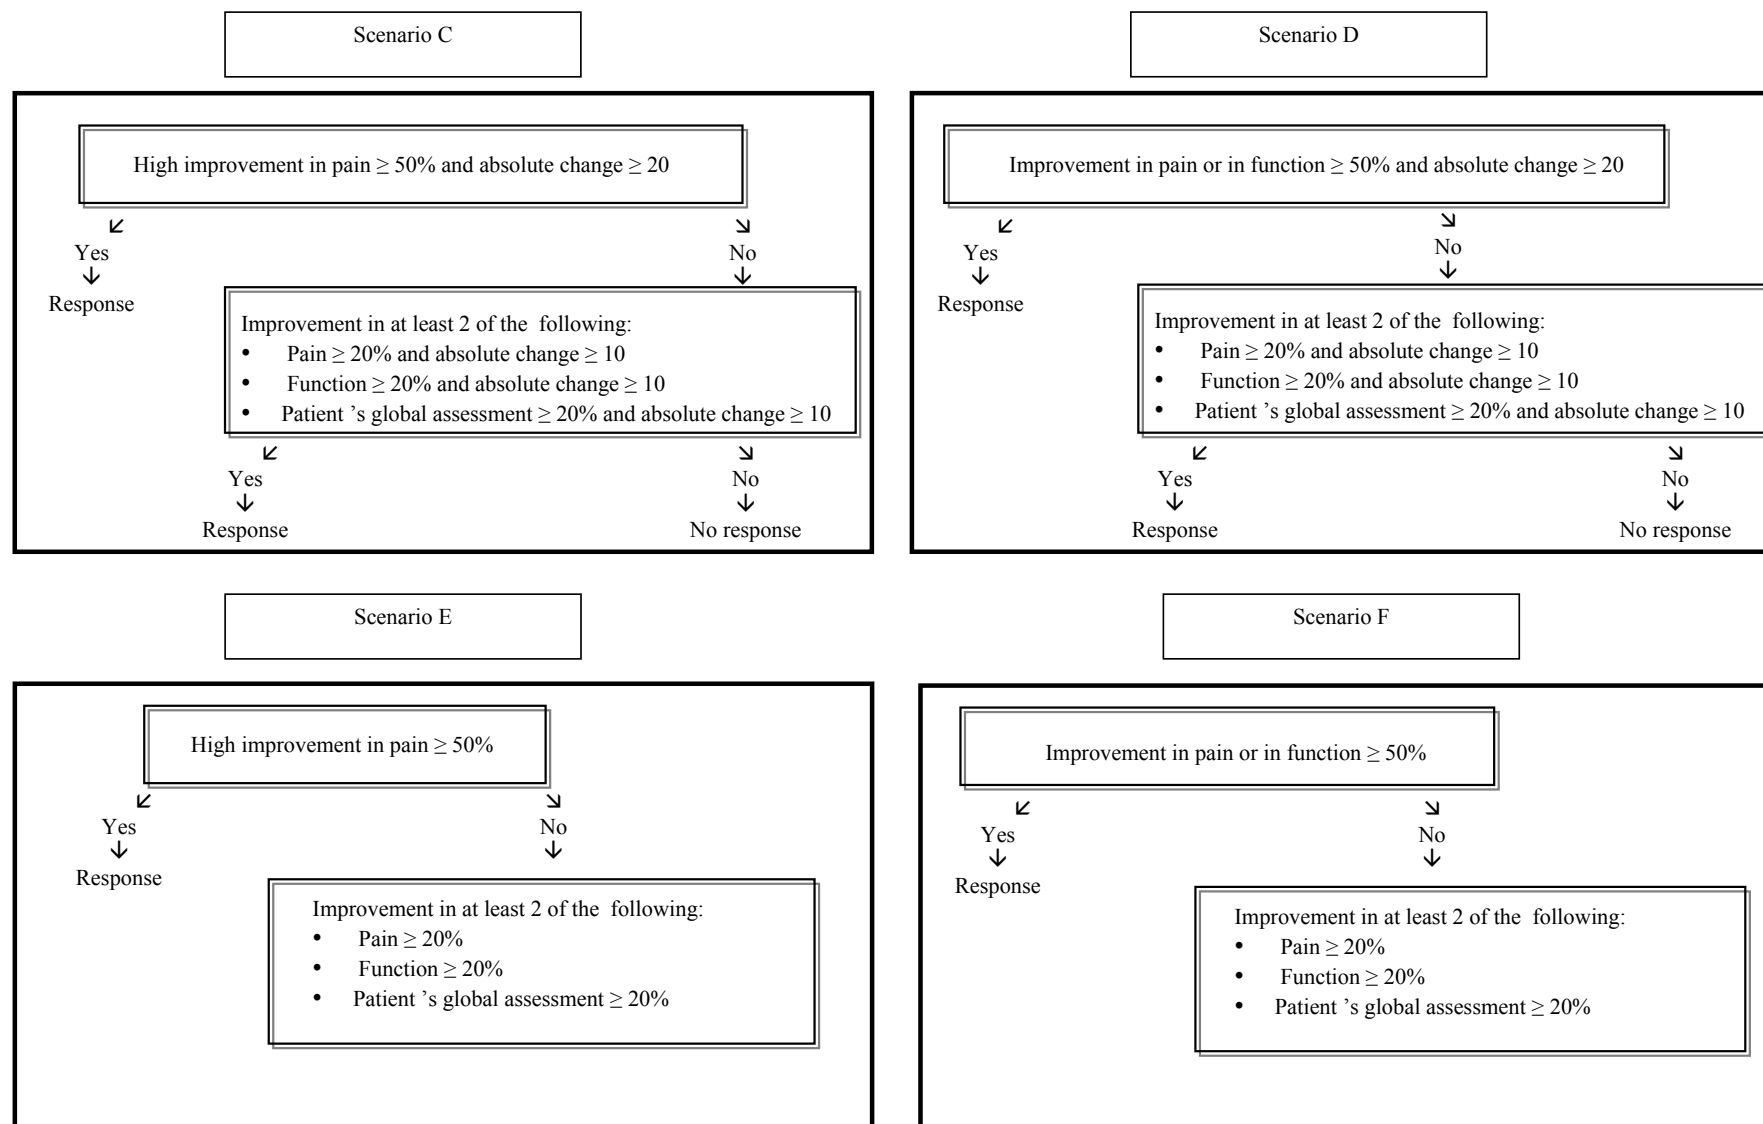 Scenario C
High improvement in pain ≥ 50% and absolute change ≥ 20
Yes
No
Response
Improvement in at least 2 of the following:
• Pain ≥ 20% and absolute change ≥ 10
• Function ≥ 20% and absolute change ≥ 10
• Patient 's global assessment ≥ 20% and absolute change ≥ 10
Yes
No
Response
No response
Scenario D
Improvement in pain or in function ≥ 50% and absolute change ≥ 20
Yes
No
Response
Improvement in at least 2 of the following:
• Pain ≥ 20% and absolute change ≥ 10
• Function ≥ 20% and absolute change ≥ 10
• Patient 's global assessment ≥ 20% and absolute change ≥ 10
Yes
No
Response
No response
Scenario E
High improvement in pain ≥ 50%
Yes
No
Response
Improvement in at least 2 of the following:
• Pain ≥ 20%
• Function ≥ 20%
• Patient 's global assessment ≥ 20%
Scenario F
Improvement in pain or in function ≥ 50%
Yes
No
Response
Improvement in at least 2 of the following:
• Pain ≥ 20%
• Function ≥ 20%
• Patient 's global assessment ≥ 20%